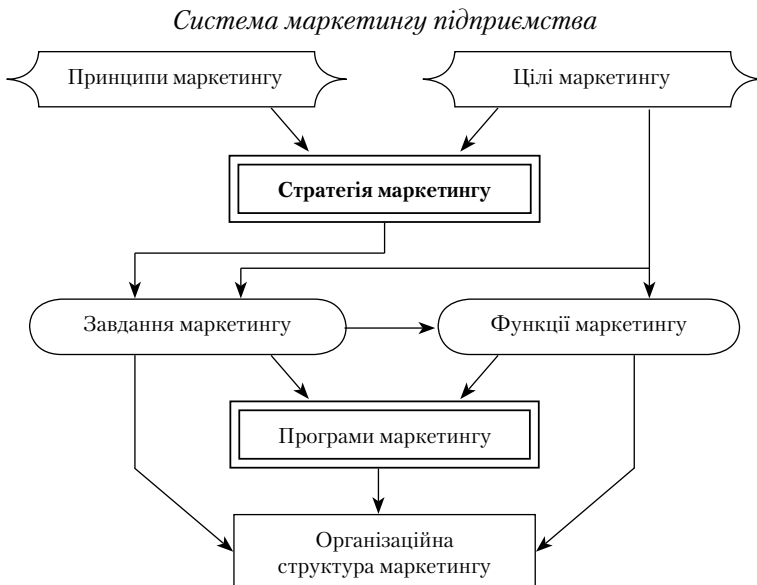 Система маркетингу підприємства
Принципи маркетингу
Цілі маркетингу
Стратегія маркетингу
Завдання маркетингу
Функції маркетингу
Програми маркетингу
Організаційна
структура маркетингу